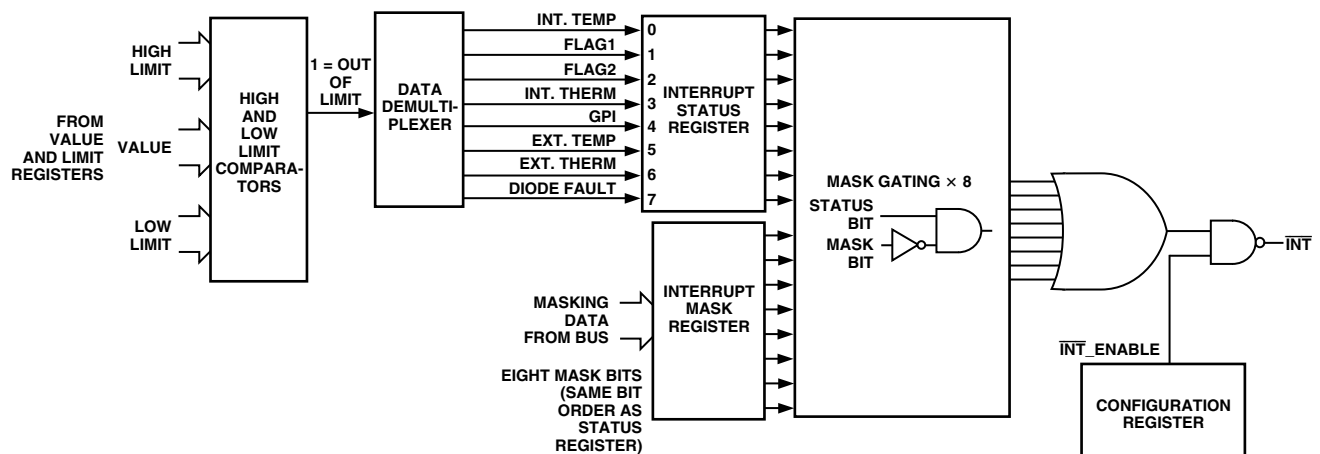 HIGH
LIMIT
FROM
VALUE
AND LIMIT
REGISTERS
VALUE
LOW
LIMIT
HIGH
AND
LOW
LIMIT
COMPARA-
TORS
1 = OUT
OF
LIMIT
DATA
DEMULTI-
PLEXER
INT. TEMP
FLAG1
FLAG2
INT. THERM
GPI
EXT. TEMP
EXT. THERM
DIODE FAULT
0
1
2
3
4
5
6
7
INTERRUPT
STATUS
REGISTER
MASKING
DATA
FROM BUS
EIGHT MASK BITS
(SAME BIT
ORDER AS
STATUS
REGISTER)
INTERRUPT
MASK
REGISTER
MASK GATING × 8
STATUS
BIT
MASK
BIT
I̅N̅T̅
I̅N̅T̅_ENABLE
CONFIGURATION
REGISTER